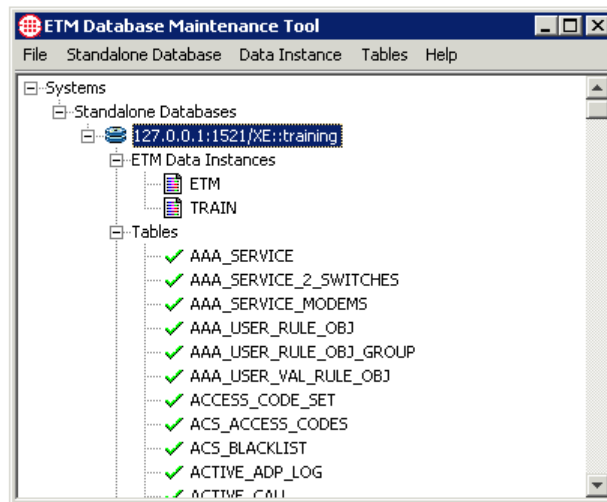 ETM Database Maintenance Tool
File Standalone Database Data Instance Tables Help
Systems
Standalone Databases
127.0.0.1:1521/XE::training
ETM Data Instances
ETM
TRAIN
Tables
AAA_SERVICE
AAA_SERVICE_2_SWITCHES
AAA_SERVICE_MODEMS
AAA_USER_RULE_OBJ
AAA_USER_RULE_OBJ_GROUP
AAA_USER_VAL_RULE_OBJ
ACCESS_CODE_SET
ACS_ACCESS_CODES
ACS_BLACKLIST
ACTIVE_ADP_LOG
ACTIVE_CALL